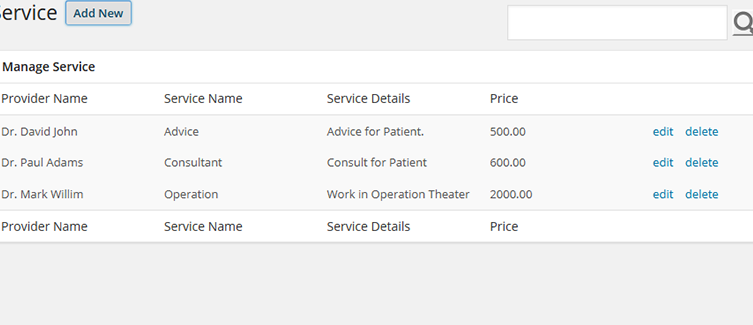 Service Add New
Manage Service
Provider Name Service Name Service Details Price
Dr. David John Advice Advice for Patient. 500.00 edit delete
Dr. Paul Adams Consultant Consult for Patient 600.00 edit delete
Dr. Mark Willim Operation Work in Operation Theater 2000.00 edit delete
Provider Name Service Name Service Details Price